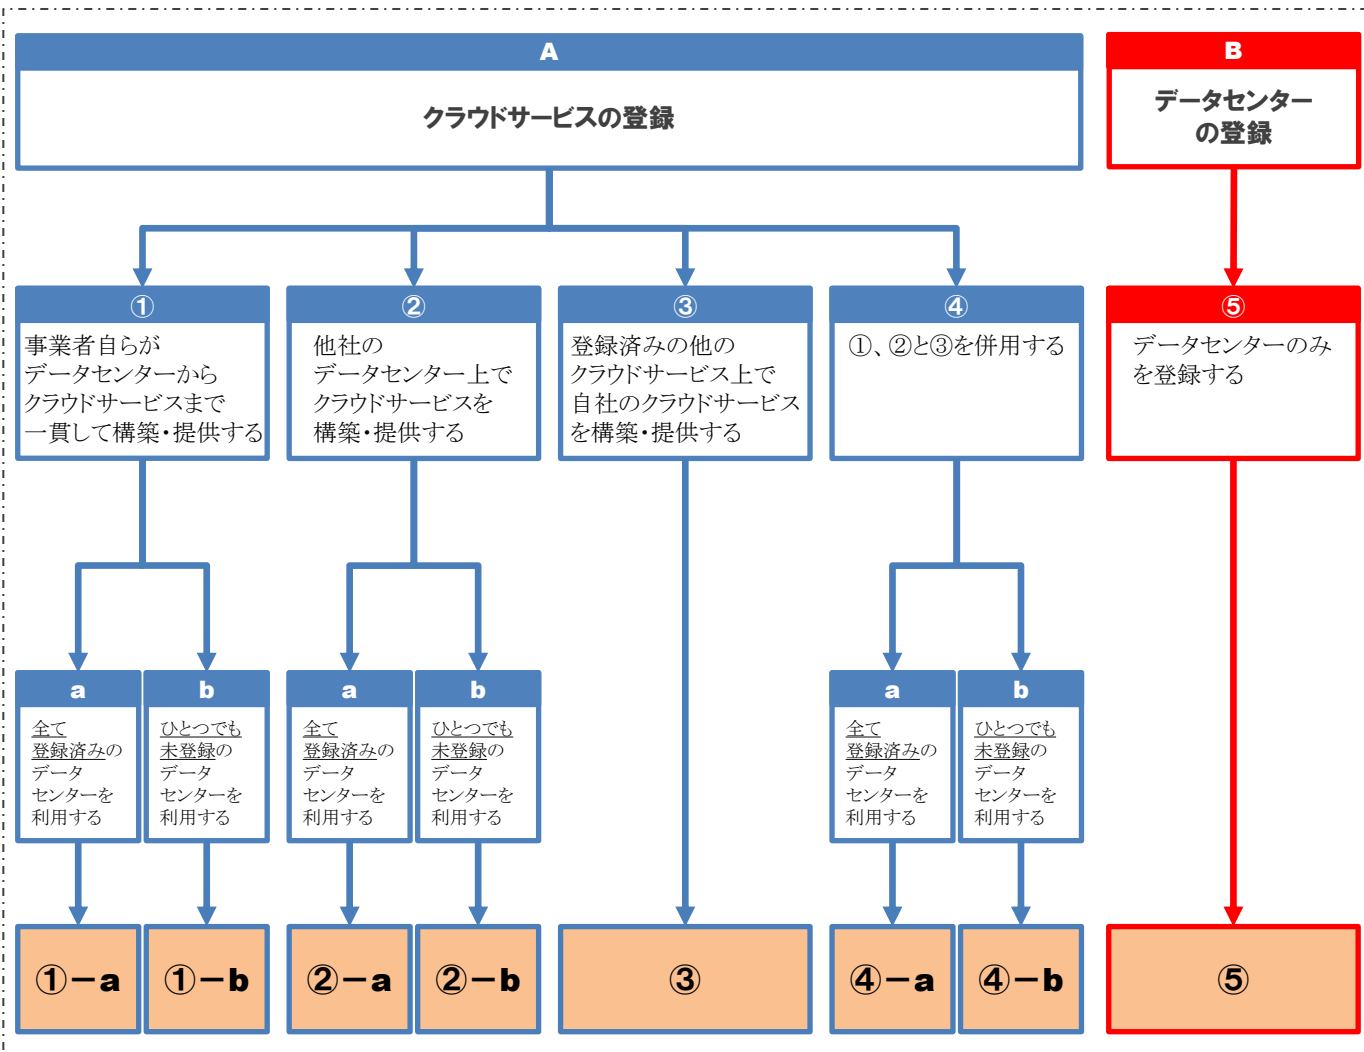 A
クラウドサービスの登録
B
データセンター
の登録
①
事業者自らが
データセンターから
クラウドサービスまで
一貫して構築・提供する
②
他社の
データセンター上で
クラウドサービスを
構築・提供する
③
登録済みの他の
クラウドサービス上で
自社のクラウドサービス
を構築・提供する
④
①、②と③を併用する
⑤
データセンターのみ
を登録する
a
全て
登録済みの
データ
センターを
利用する
b
ひとつでも
未登録の
データ
センターを
利用する
a
全て
登録済みの
データ
センターを
利用する
b
ひとつでも
未登録の
データ
センターを
利用する
a
全て
登録済みの
データ
センターを
利用する
b
ひとつでも
未登録の
データ
センターを
利用する
①－a
①－b
②－a
②－b
③
④－a
④－b
⑤